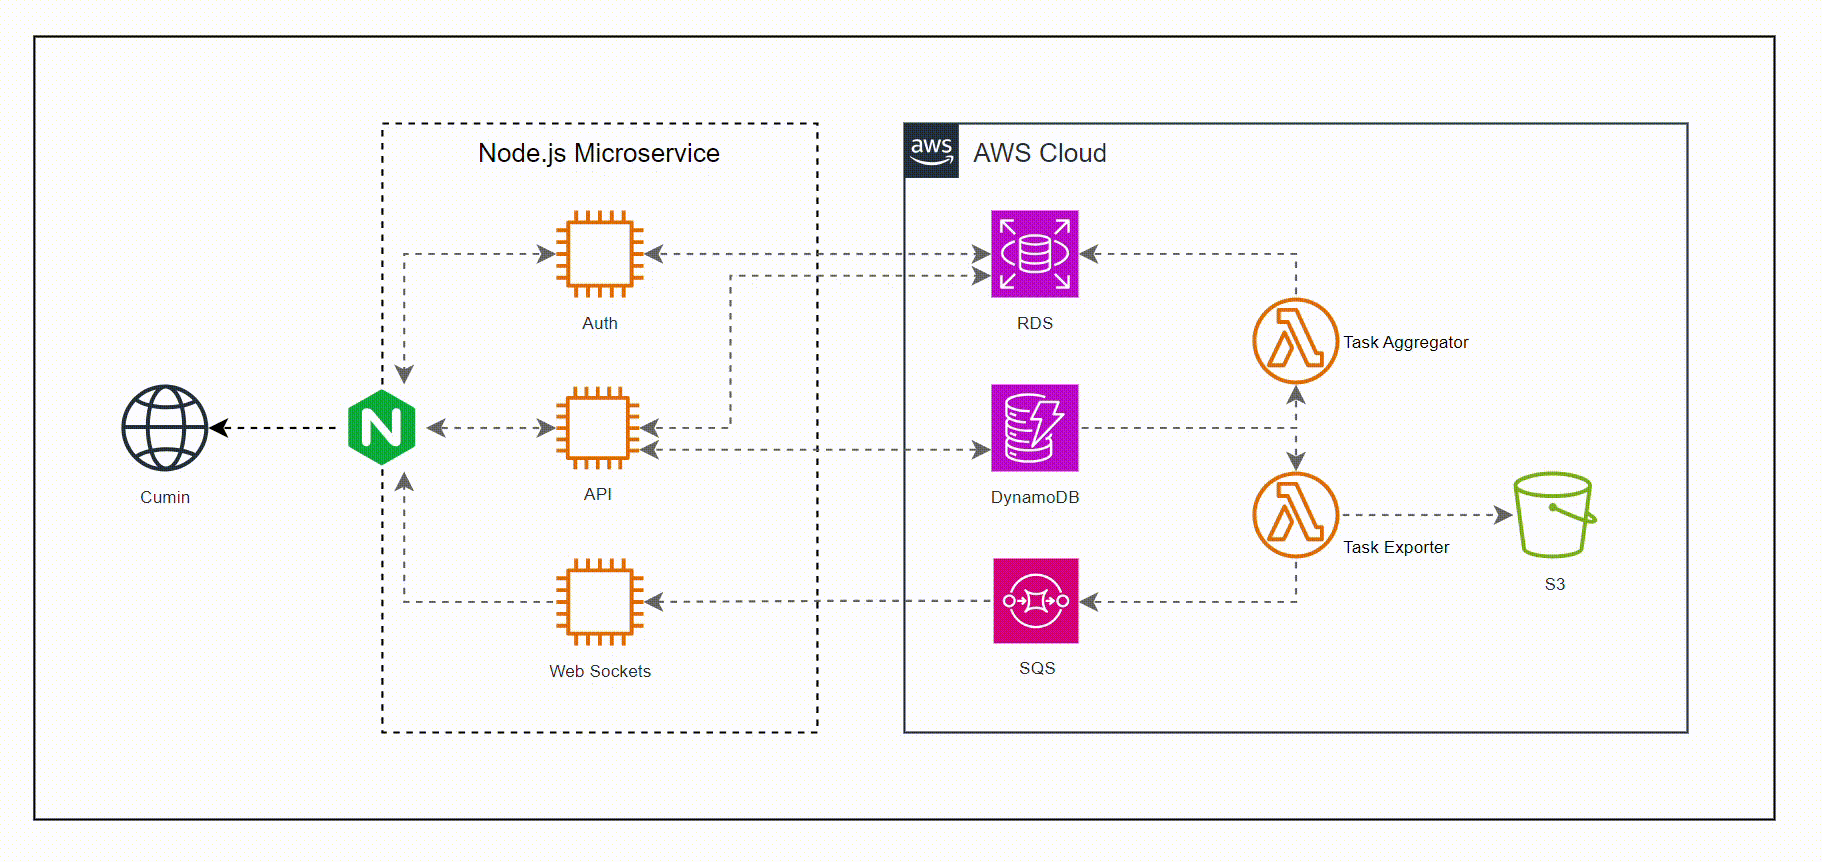 Node.js Microservice
aws
AWS Cloud
Auth
RDS
Task Aggregator
N
Cumin
API
DynamoDB
Task Exporter
S3
Web Sockets
SQS